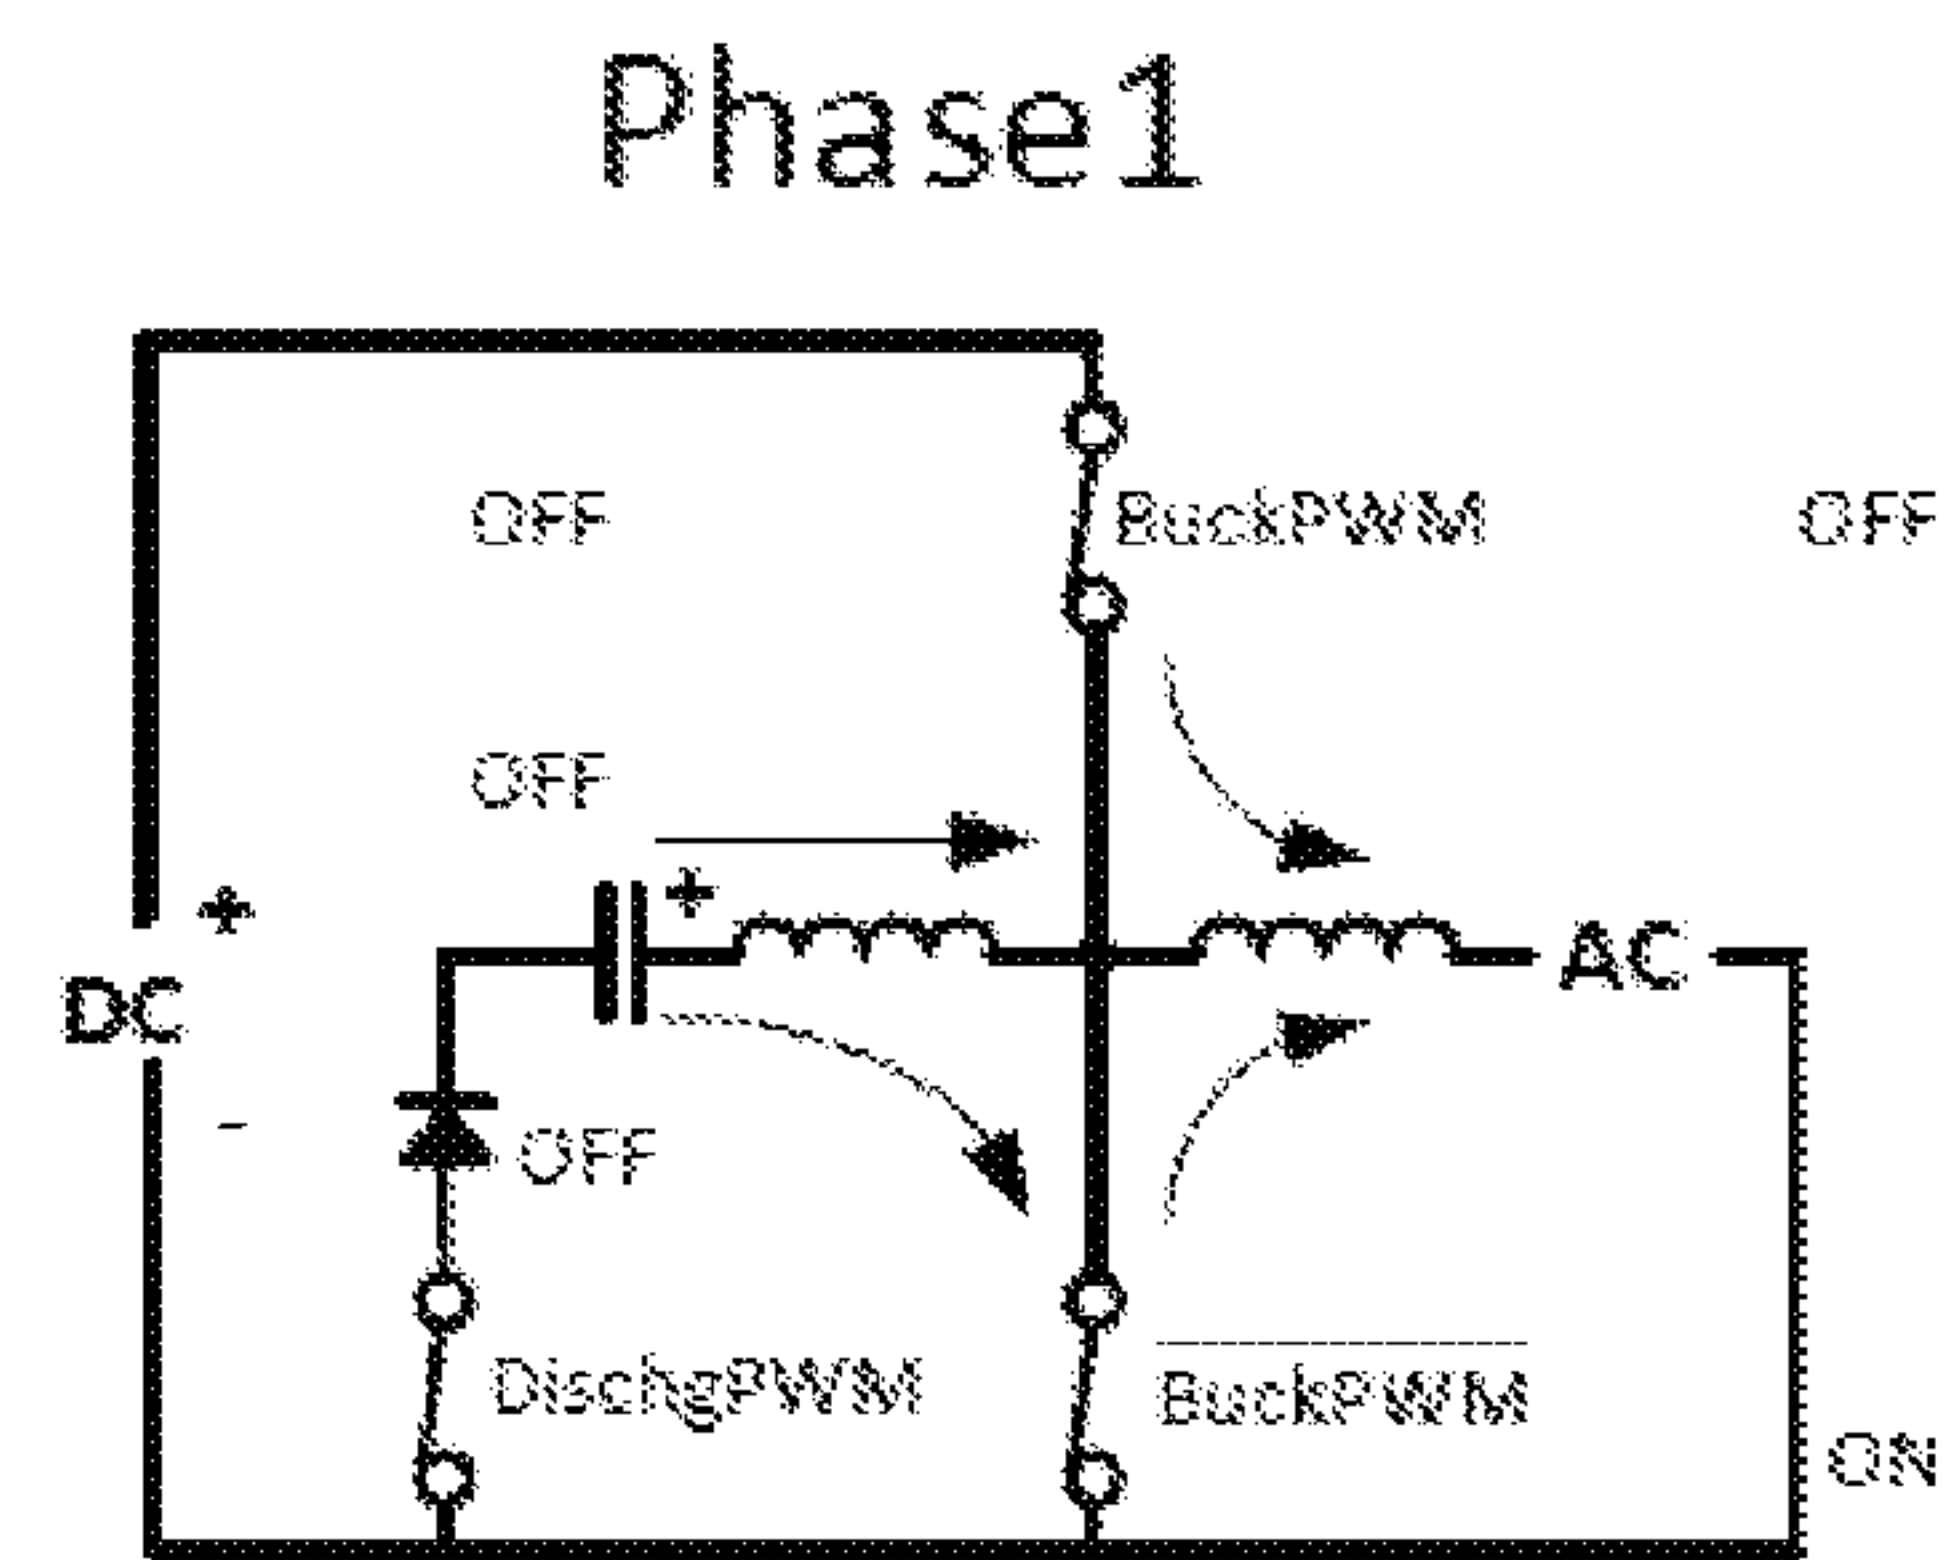 Phase1
OFF
BuckPWM
OFF
OFF
+
+
DC
AC
-
OFF
DischgPWM
BuckPWM
ON